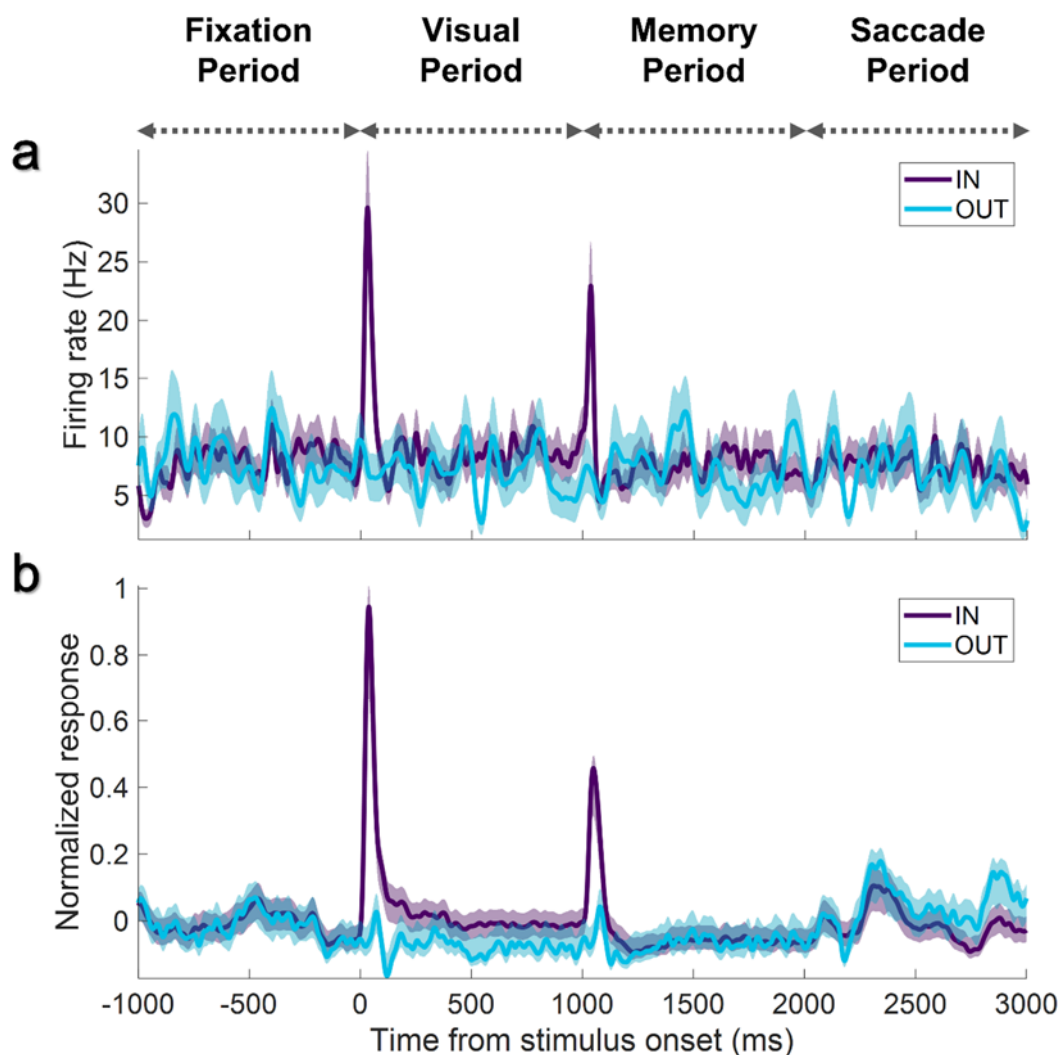 Fixation Period
Visual Period
Memory Period
Saccade Period
a
IN
OUT
Firing rate (Hz)
30
25
20
15
10
5
b
IN
OUT
Normalized response
1
0.8
0.6
0.4
0.2
0
-1000
-500
0
500
1000
1500
2000
2500
3000
Time from stimulus onset (ms)